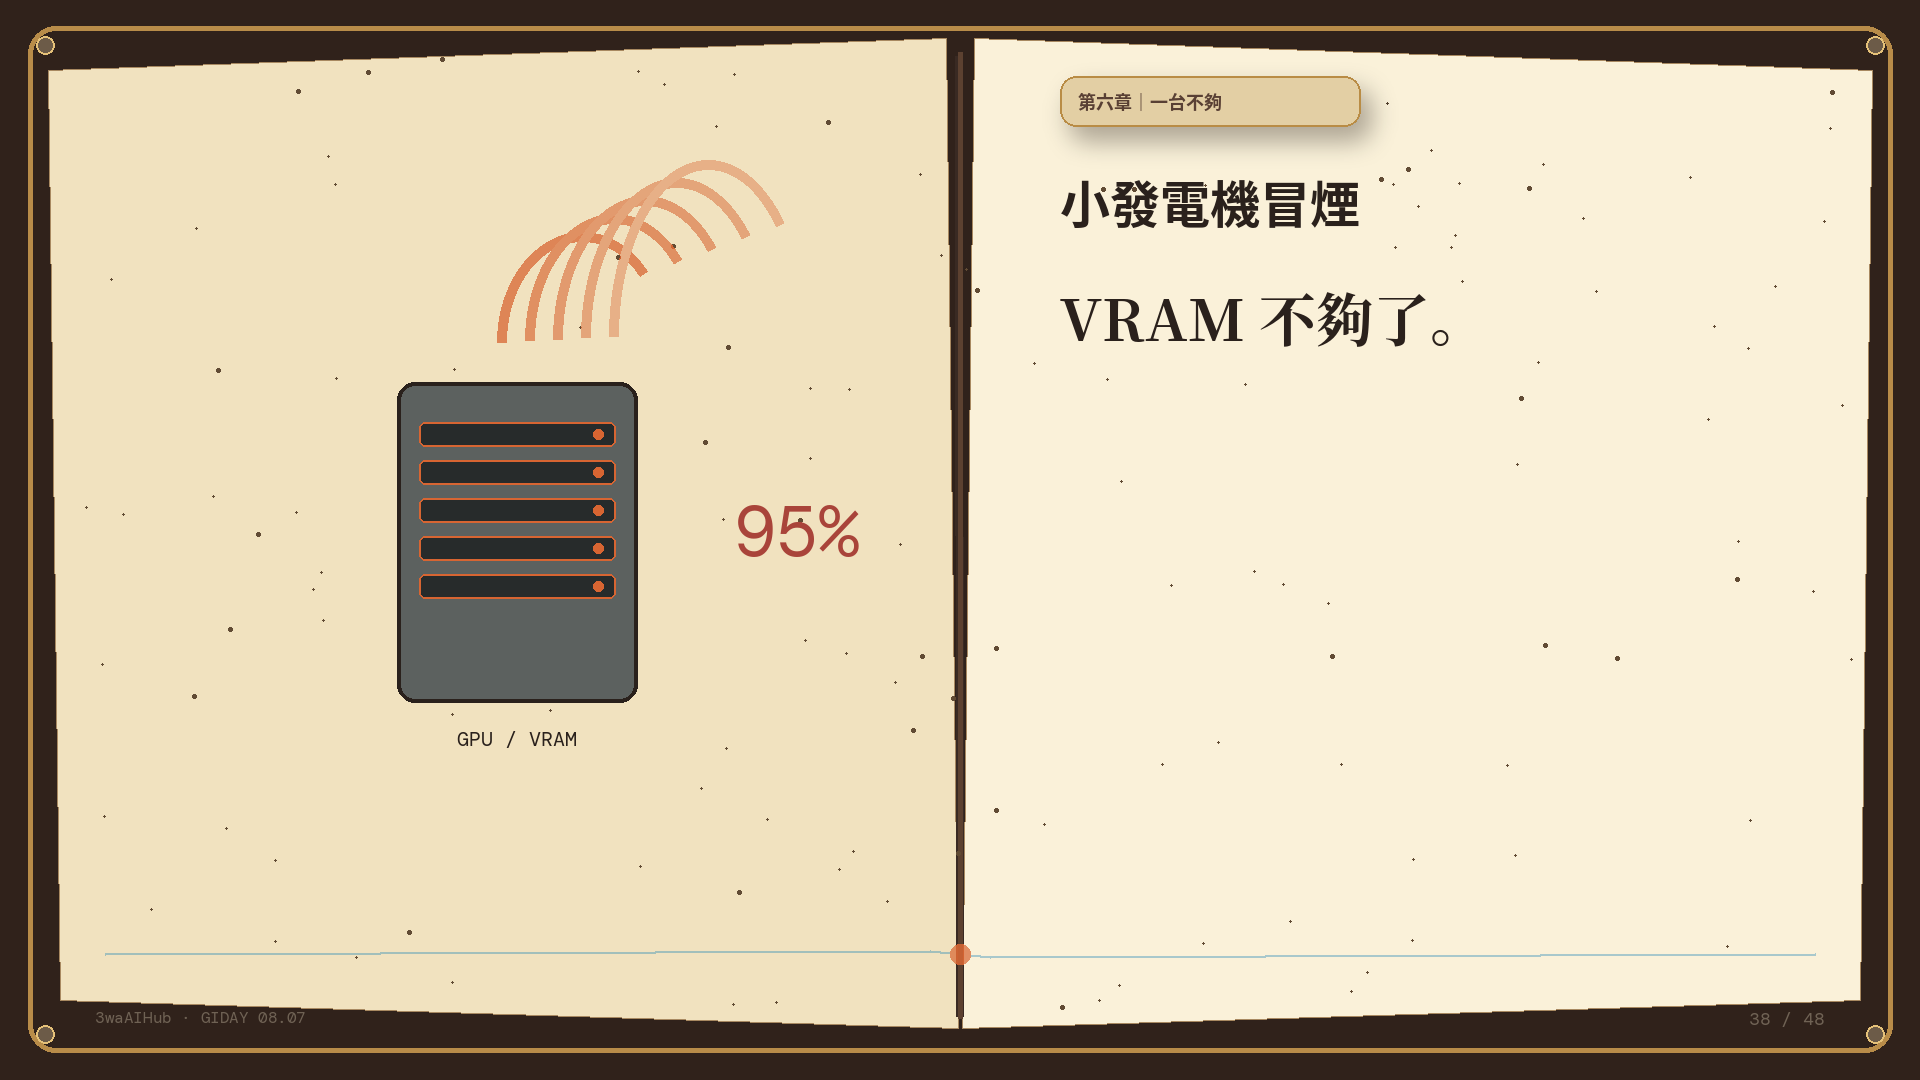 95%
GPU / VRAM
第六章｜一台不夠
小發電機冒煙
VRAM 不夠了。
3waAIHub · GIDAY 08.07
38 / 48